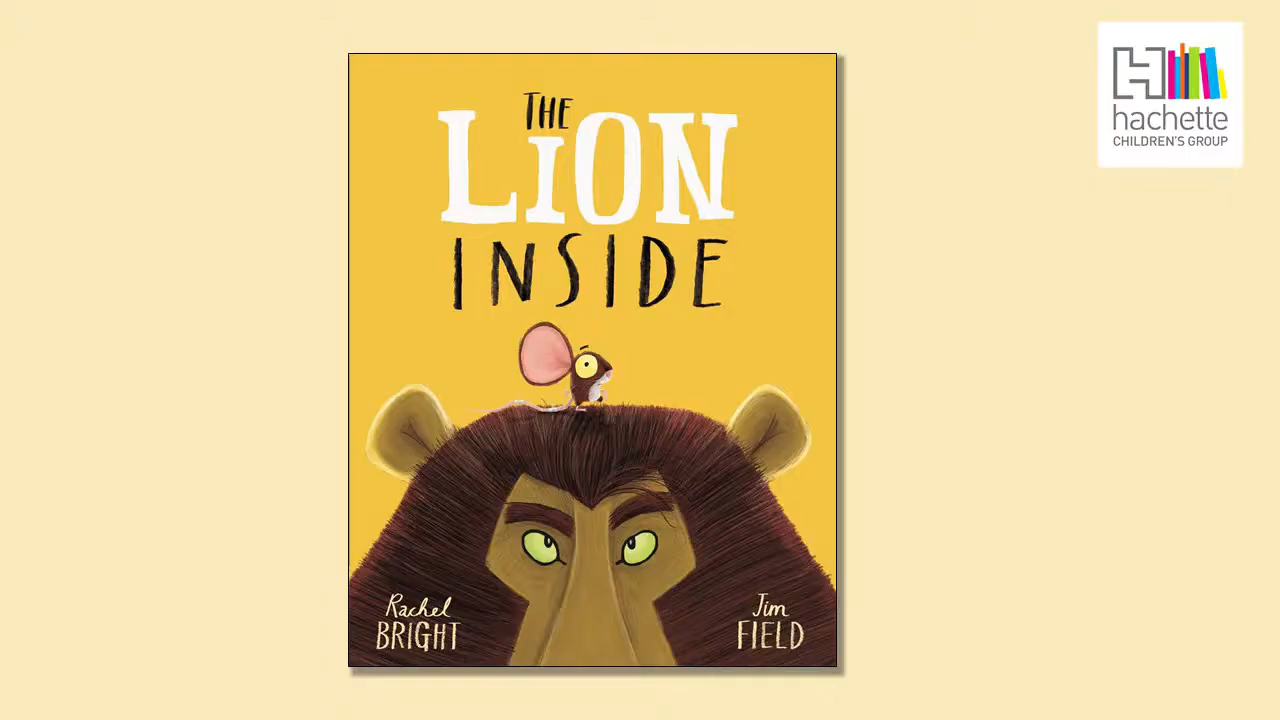 THE
LiON
INSIDE
Rachel
BRIGHT
Jim
FIELD
H
hachette
CHILDREN'S GROUP